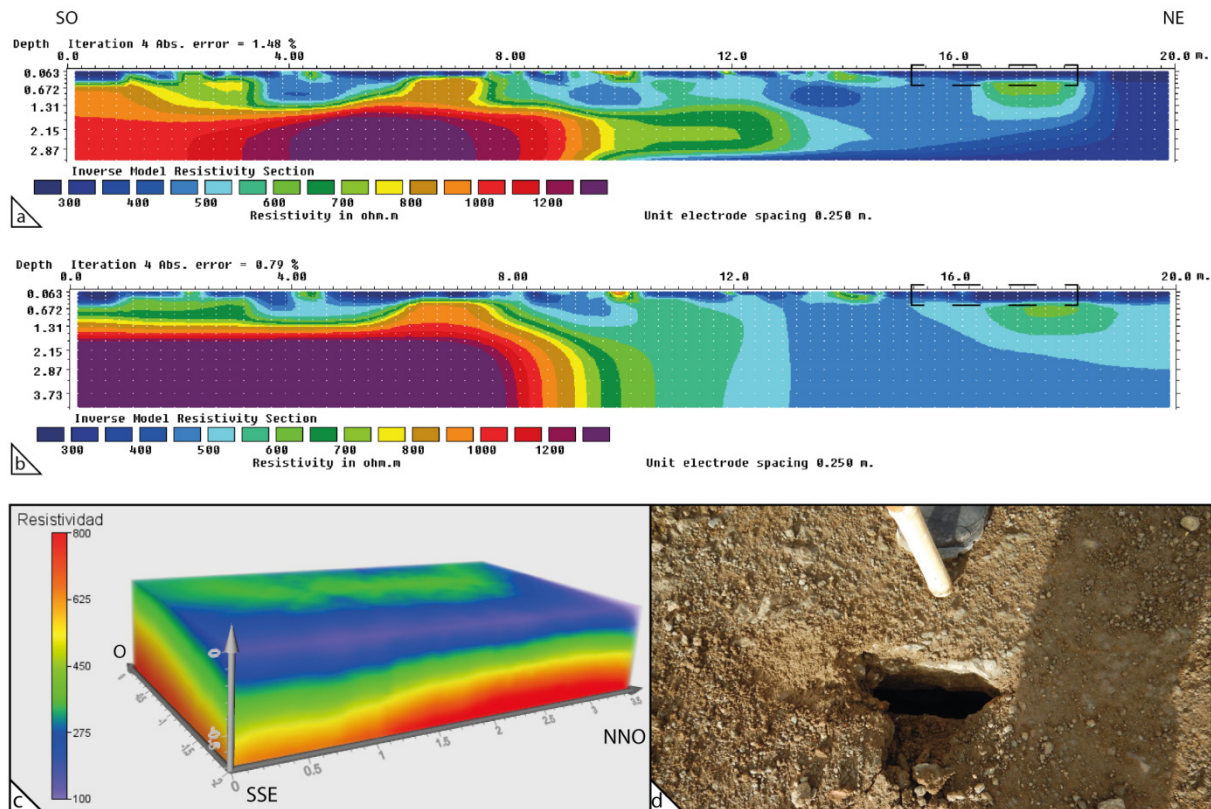 SO NE
Depth Iteration 4 Abs. error = 1.48 %
0.0 4.00 8.00 12.0 16.0 20.0 m.
0.063
0.672
1.31
2.15
2.87
Inverse Model Resistivity Section
300 400 500 600 700 800 1000 1200
Resistivity in ohm.m Unit electrode spacing 0.250 m.
a
Depth Iteration 4 Abs. error = 0.79 %
0.0 4.00 8.00 12.0 16.0 20.0 m.
0.063
0.672
1.31
2.15
2.87
3.73
Inverse Model Resistivity Section
300 400 500 600 700 800 1000 1200
Resistivity in ohm.m Unit electrode spacing 0.250 m.
b
Resistividad
800
625
450
275
100
O
0
0 0.5 1 1.5 2 2.5 3 3.5
SSE
NNO
c
d